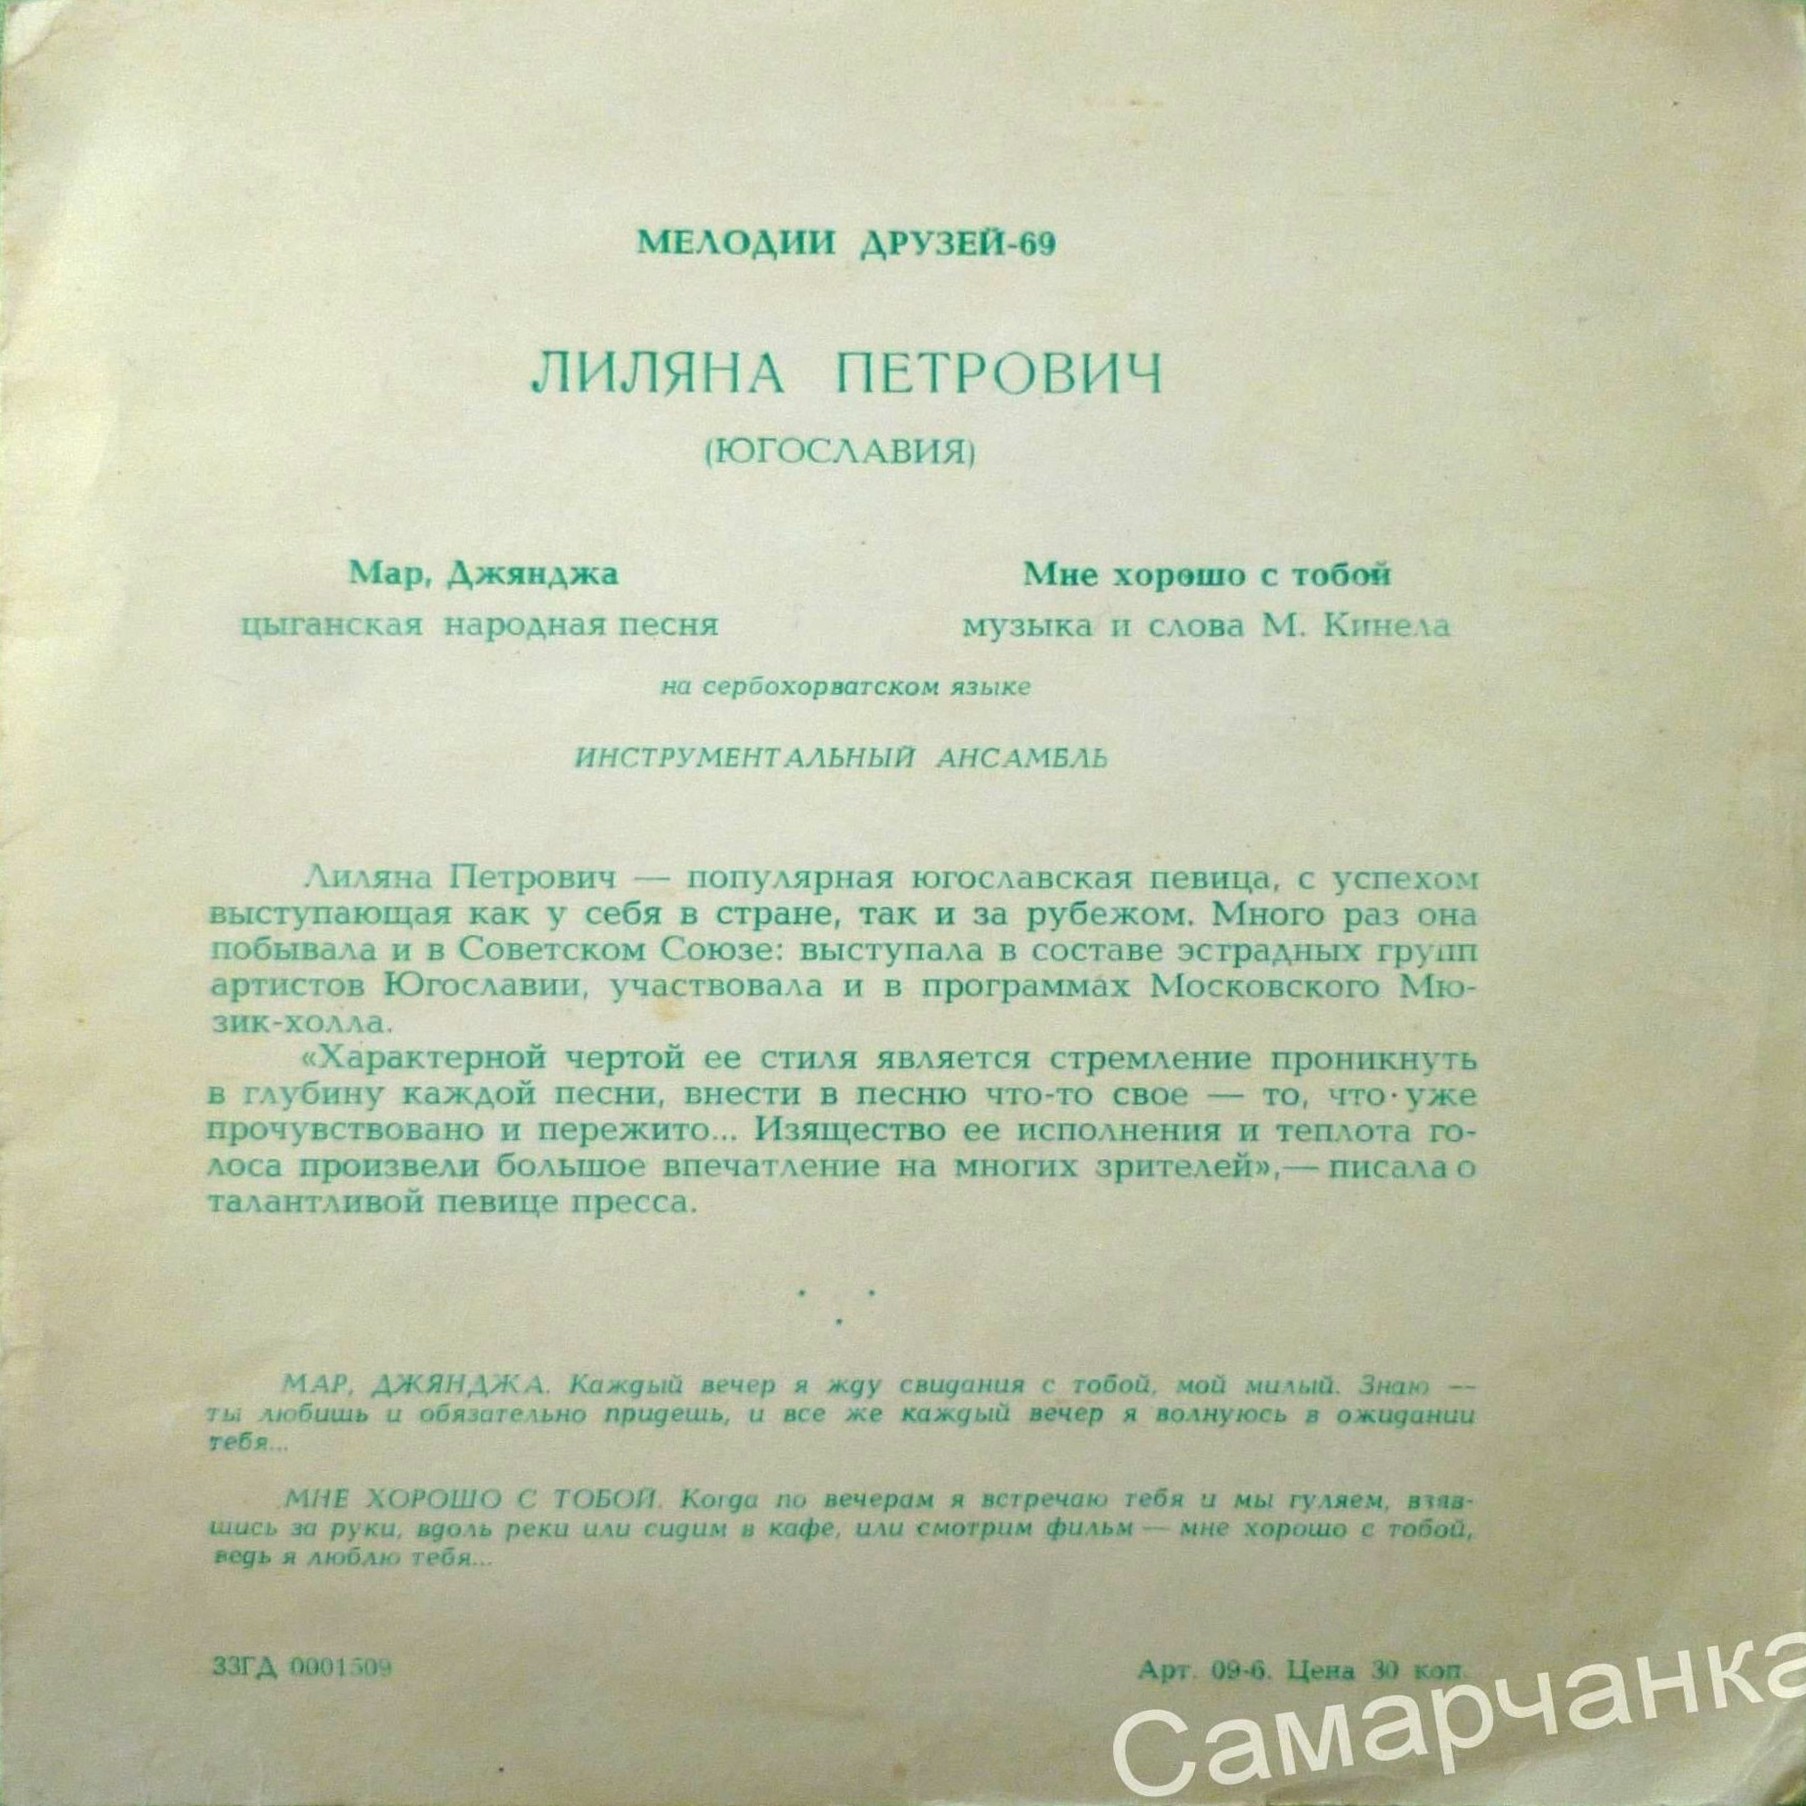 МЕЛОДИИ ДРУЗЕЙ-69
ЛИЛЯНА ПЕТРОВИЧ
(ЮГОСЛАВИЯ)
Мар, Джянджа
цыганская народная песня
Мне хорошо с тобой
музыка и слова М. Кинела
на сербохорватском языке
ИНСТРУМЕНТАЛЬНЫЙ АНСАМБЛЬ
Лиляна Петрович — популярная югославская певица, с успехом
выступающая как у себя в стране, так и за рубежом. Много раз она
побывала и в Советском Союзе: выступала в составе эстрадных групп
артистов Югославии, участвовала и в программах Московского Мю-
зик-холла.
«Характерной чертой ее стиля является стремление проникнуть
в глубину каждой песни, внести в песню что-то свое — то, что уже
прочувствовано и пережито... Изящество ее исполнения и теплота го-
лоса произвели большое впечатление на многих зрителей»,— писала о
талантливой певице пресса.
МАР, ДЖЯНДЖА. Каждый вечер я жду свидания с тобой, мой милый. Знаю —
ты любишь и обязательно придешь, и все же каждый вечер я волнуюсь в ожидании
тебя...
МНЕ ХОРОШО С ТОБОЙ. Когда по вечерам я встречаю тебя и мы гуляем, взяв-
шись за руки, вдоль реки или сидим в кафе, или смотрим фильм — мне хорошо с тобой,
ведь я люблю тебя...
33ГД 0001509
Арт. 09-6. Цена 30 коп.
Самарчанка